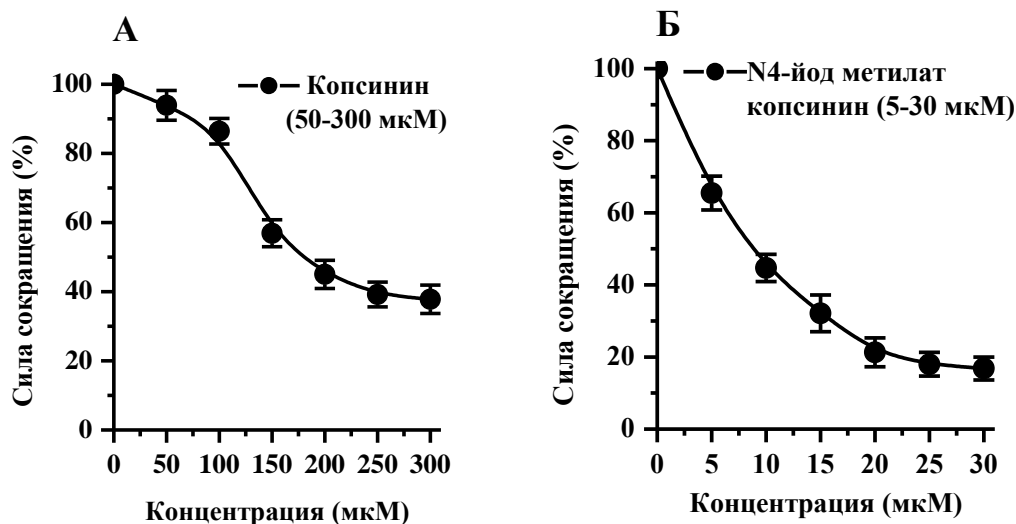 А
Копсинин
(50-300 мкМ)
Сила сокращения (%)
100
80
60
40
20
0
0 50 100 150 200 250 300
Концентрация (мкМ)
Б
N4-йод метилат
копсинин (5-30 мкМ)
Сила сокращения (%)
100
80
60
40
20
0
0 5 10 15 20 25 30
Концентрация (мкМ)